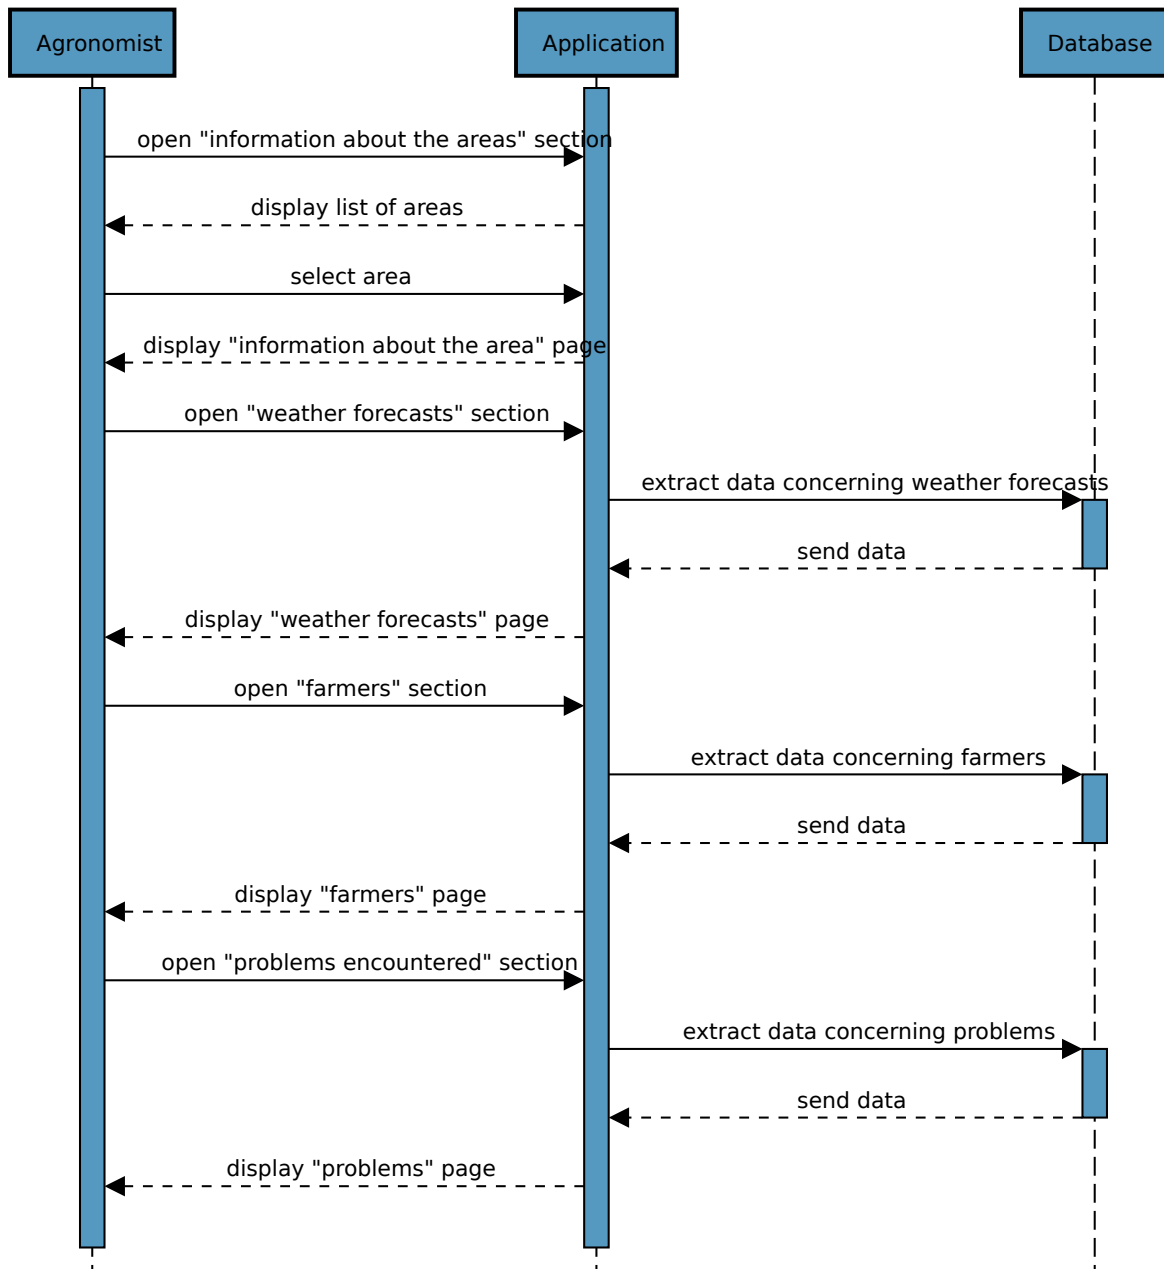 Agronomist
Application
Database
open "information about the areas" section
display list of areas
select area
display "information about the area" page
open "weather forecasts" section
extract data concerning weather forecasts
send data
display "weather forecasts" page
open "farmers" section
extract data concerning farmers
send data
display "farmers" page
open "problems encountered" section
extract data concerning problems
send data
display "problems" page